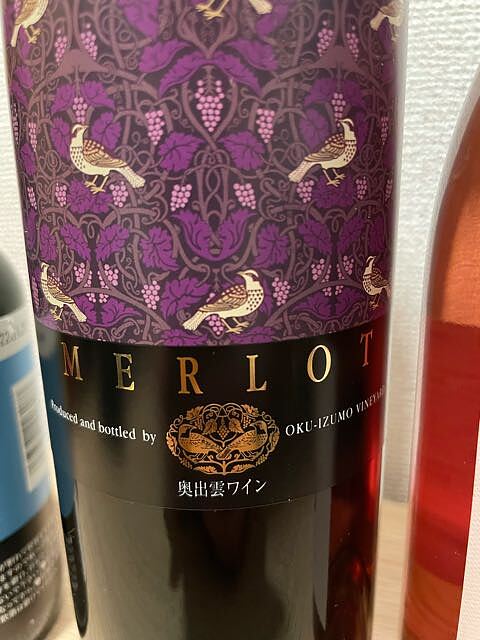 MERLOT
Produced and bottled by
OKU-IZUMO VINEYARD
奥出雲ワイン